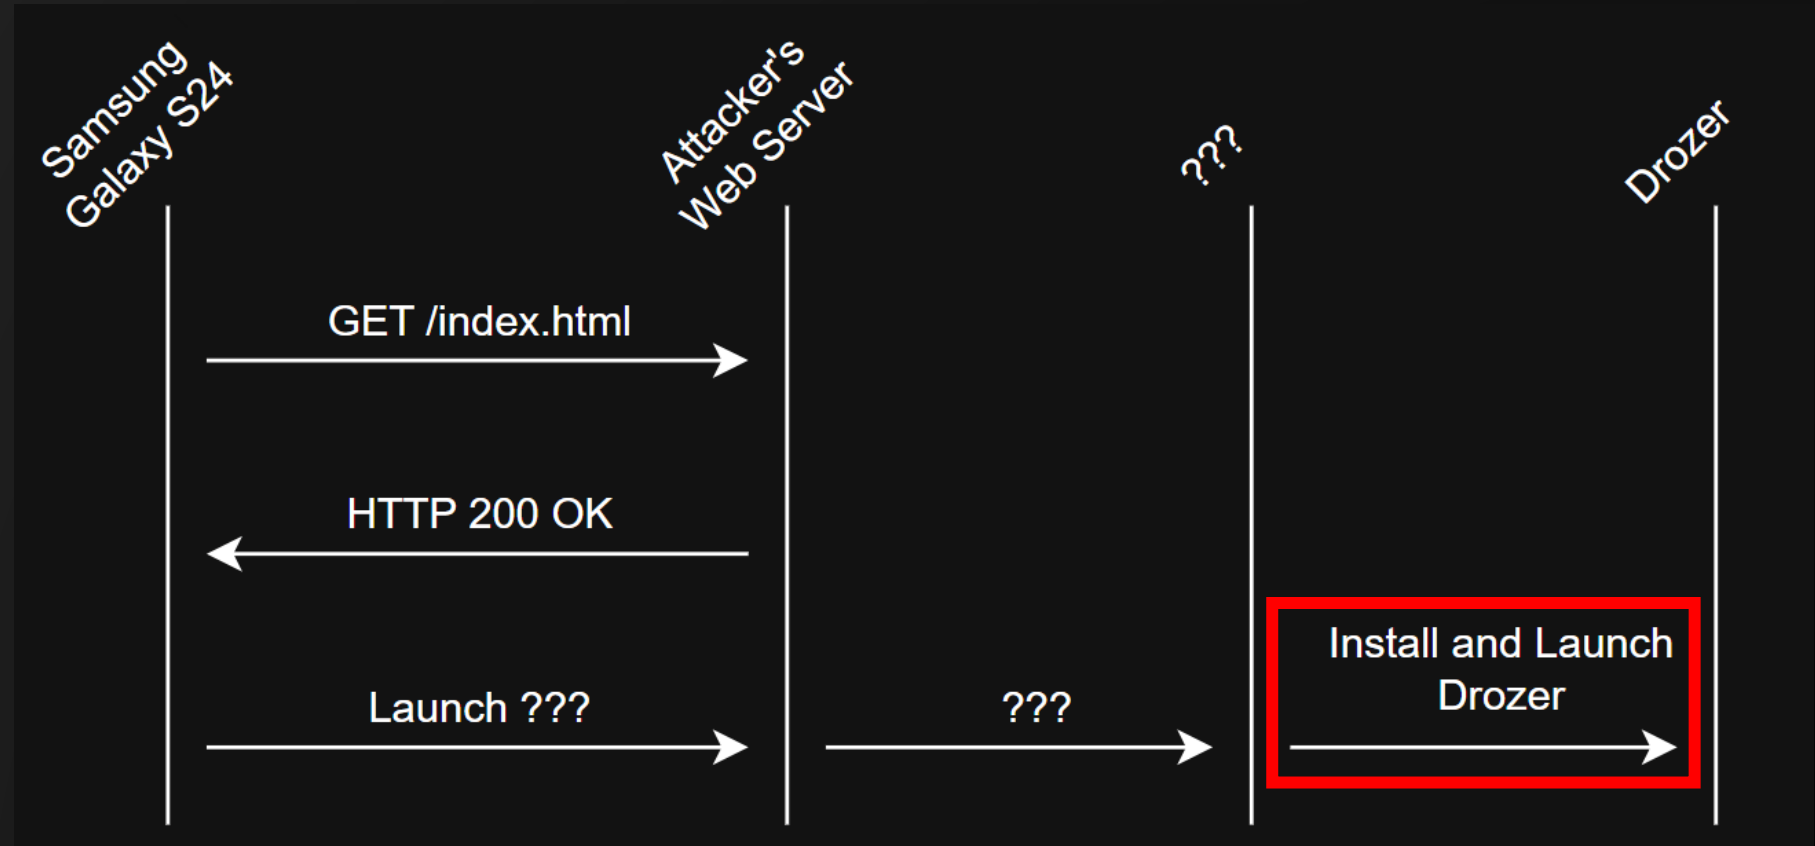 Samsung
Galaxy S24
Attacker's
Web Server
???
Drozer
GET /index.html
HTTP 200 OK
Launch ???
???
Install and Launch
Drozer